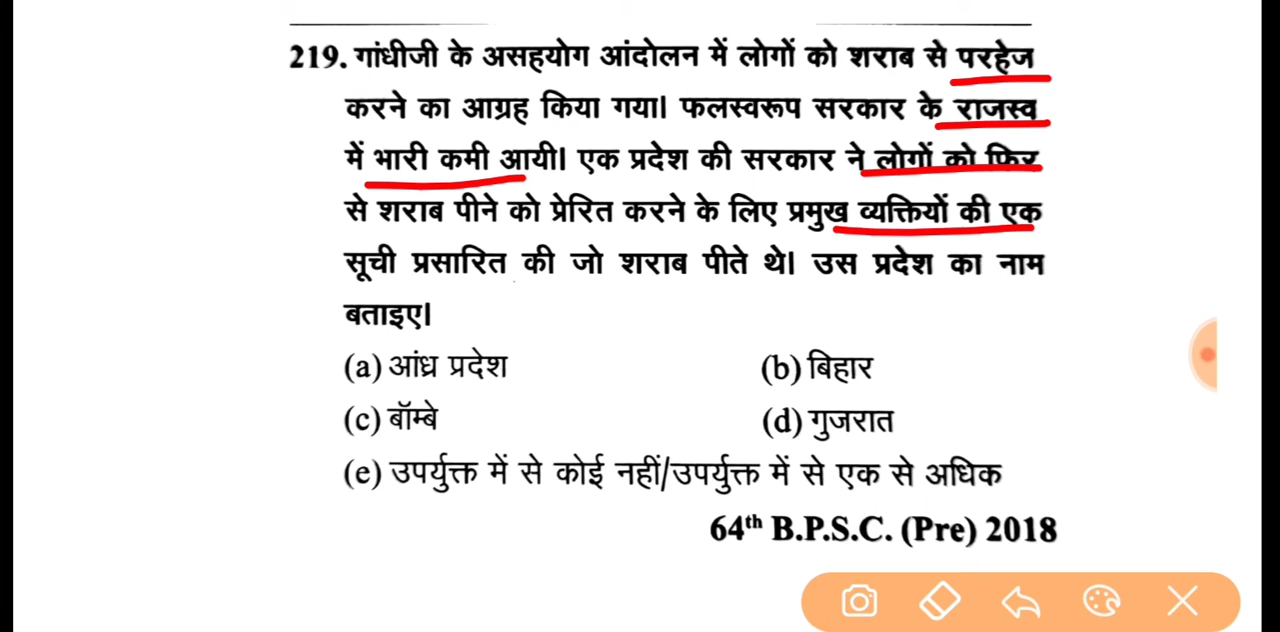 219. गांधीजी के असहयोग आंदोलन में लोगों को शराब से परहेज
करने का आग्रह किया गया। फलस्वरूप सरकार के राजस्व
में भारी कमी आयी। एक प्रदेश की सरकार ने लोगों को फिर
से शराब पीने को प्रेरित करने के लिए प्रमुख व्यक्तियों की एक
सूची प्रसारित की जो शराब पीते थे। उस प्रदेश का नाम
बताइए।
(a) आंध्र प्रदेश (b) बिहार
(c) बॉम्बे (d) गुजरात
(e) उपर्युक्त में से कोई नहीं/उपर्युक्त में से एक से अधिक
64th B.P.S.C. (Pre) 2018